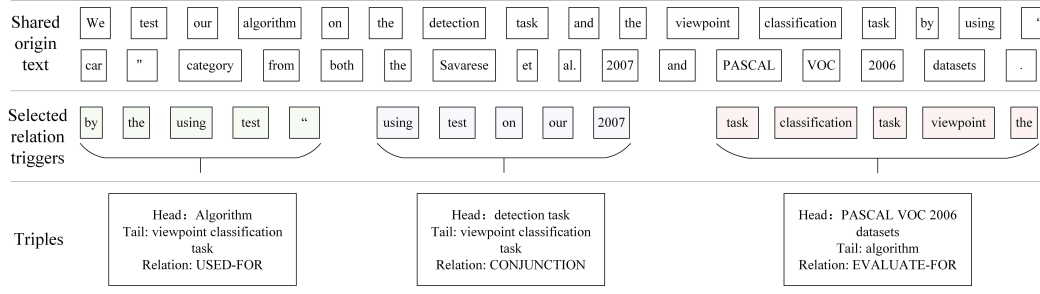 Shared origin text
We test our algorithm on the detection task and the viewpoint classification task by using “
car ” category from both the Savarese et al. 2007 and PASCAL VOC 2006 datasets .
Selected relation triggers
by the using test “
using test on our 2007
task classification task viewpoint the
Triples
Head：Algorithm
Tail: viewpoint classification
task
Relation: USED-FOR
Head：detection task
Tail: viewpoint classification
task
Relation: CONJUNCTION
Head：PASCAL VOC 2006
datasets
Tail: algorithm
Relation: EVALUATE-FOR